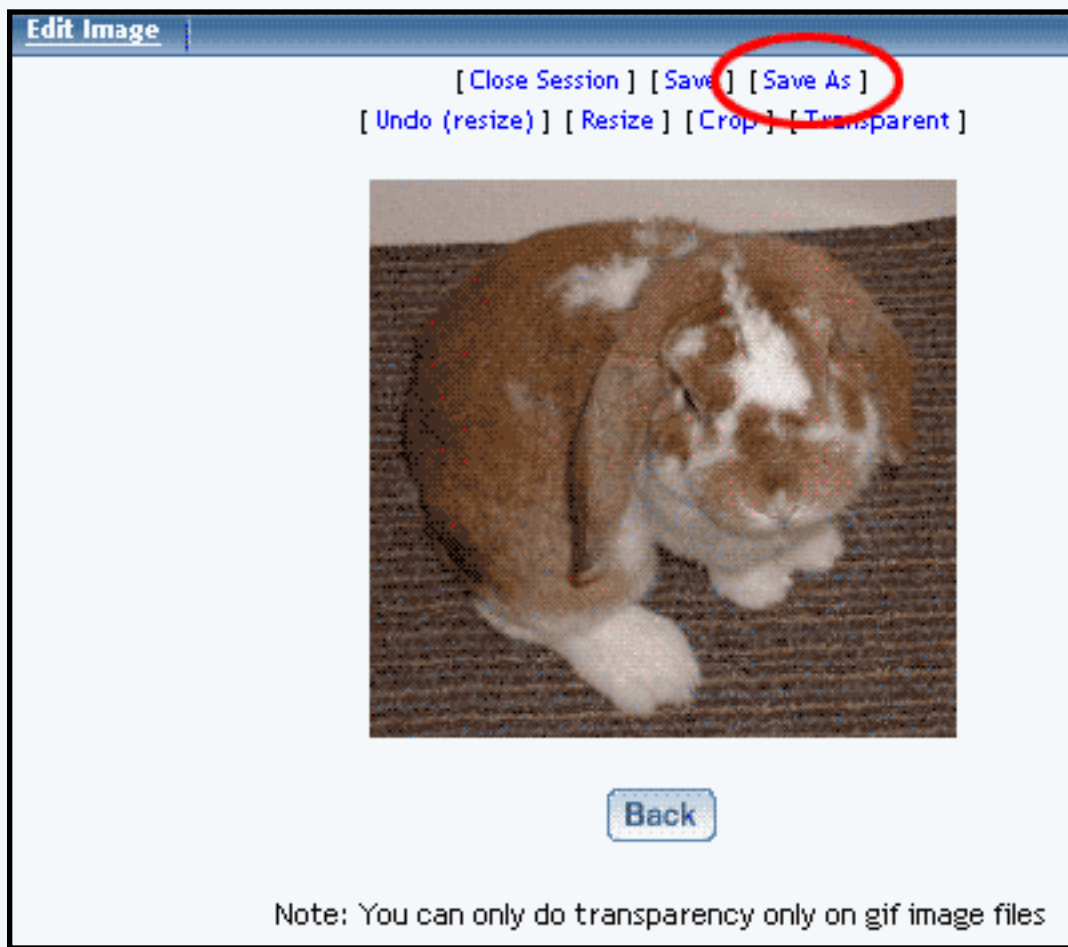 Edit Image
[ Close Session ] [ Save ] [ Save As ]
[ Undo (resize) ] [ Resize ] [ Crop ] [ Transparent ]
Back
Note: You can only do transparency only on gif image files